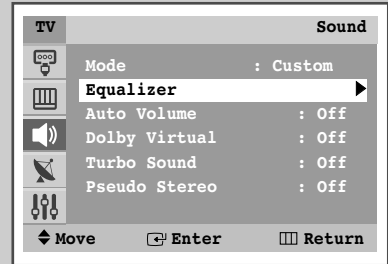 TV Sound
Mode : Custom
Equalizer
Auto Volume : Off
Dolby Virtual : Off
Turbo Sound : Off
Pseudo Stereo : Off
Move Enter Return